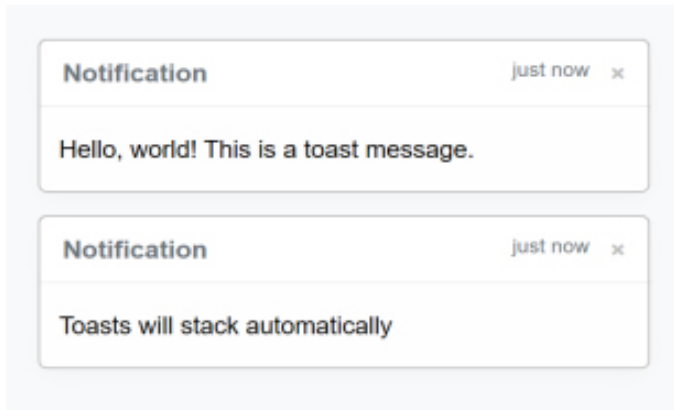 Notification just now ×
Hello, world! This is a toast message.
Notification just now ×
Toasts will stack automatically